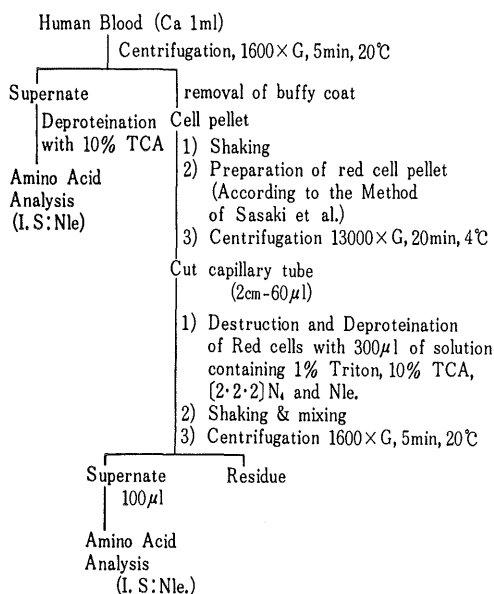 Human Blood (Ca 1ml)
Centrifugation, 1600×G, 5min, 20℃
Supernate
removal of buffy coat
Deproteination
with 10% TCA
Cell pellet
1) Shaking
2) Preparation of red cell pellet
(According to the Method
of Sasaki et al.)
3) Centrifugation 13000×G, 20min, 4℃
Amino Acid
Analysis
(I. S:Nle)
Cut capillary tube
(2cm-60μl)
1) Destruction and Deproteination
of Red cells with 300μl of solution
containing 1% Triton, 10% TCA,
[2·2·2]N₄ and Nle.
2) Shaking & mixing
3) Centrifugation 1600×G, 5min, 20℃
Supernate
100μl
Residue
Amino Acid
Analysis
(I. S:Nle.)